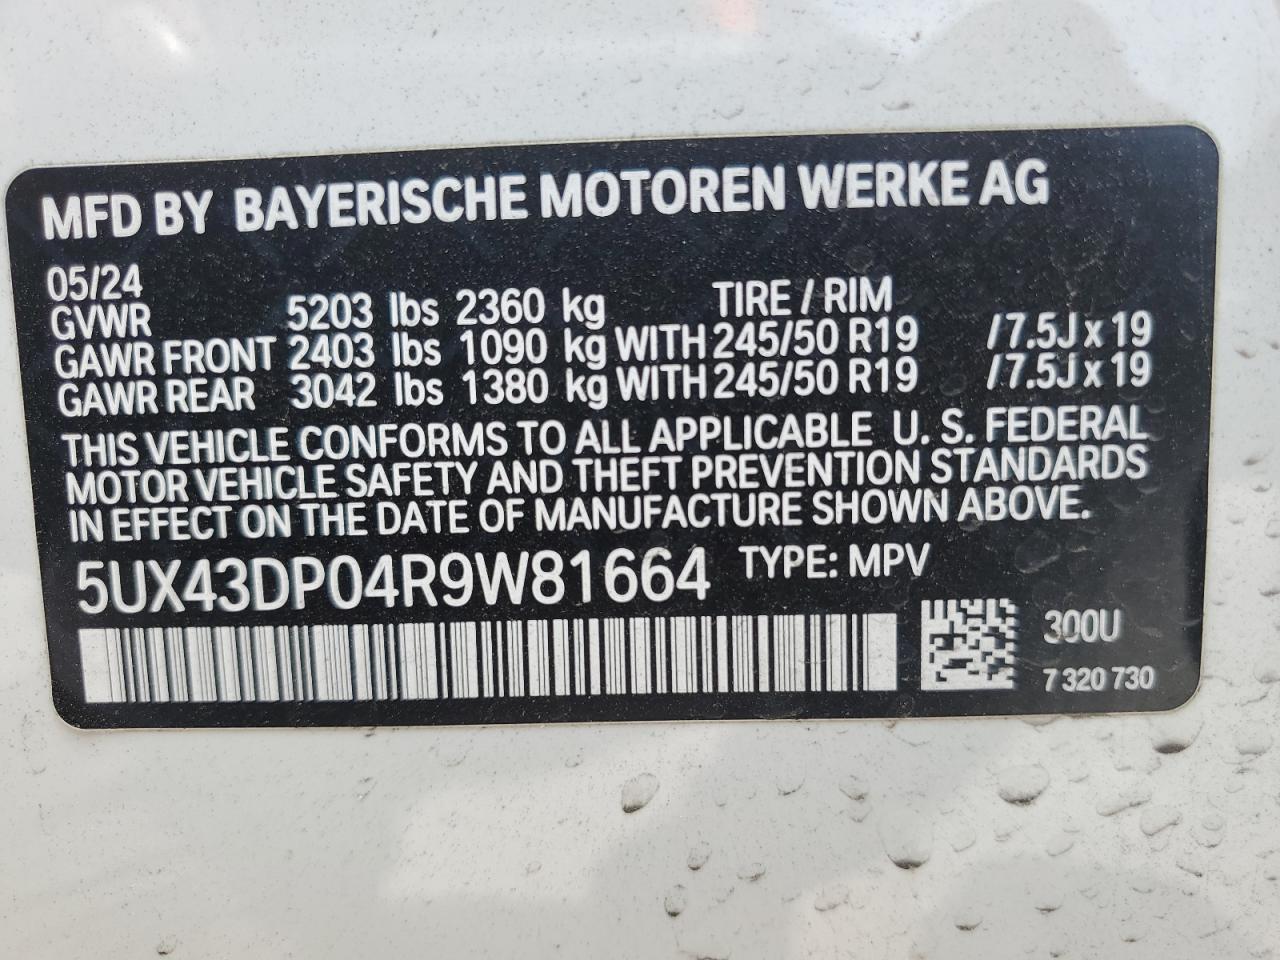 MFD BY BAYERISCHE MOTOREN WERKE AG
05/24
GVWR 5203 lbs 2360 kg TIRE / RIM
GAWR FRONT 2403 lbs 1090 kg WITH 245/50 R19 /7.5J x 19
GAWR REAR 3042 lbs 1380 kg WITH 245/50 R19 /7.5J x 19
THIS VEHICLE CONFORMS TO ALL APPLICABLE U. S. FEDERAL
MOTOR VEHICLE SAFETY AND THEFT PREVENTION STANDARDS
IN EFFECT ON THE DATE OF MANUFACTURE SHOWN ABOVE.
5UX43DP04R9W81664 TYPE: MPV
300U
7 320 730